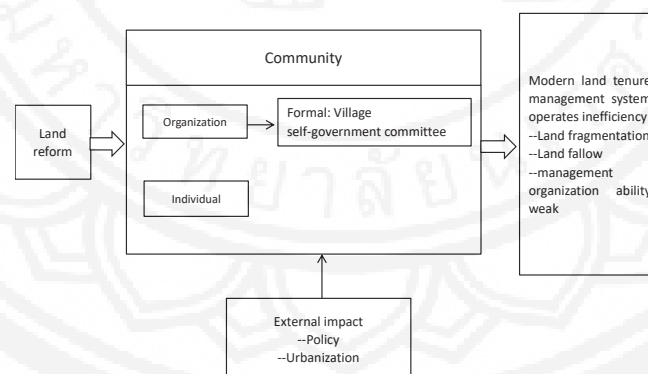 Community
Modern land tenure
management system
operates inefficiency
--Land fragmentation
--Land fallow
--management
organization ability
weak
Land
reform
Organization
Formal: Village
self-government committee
Individual
External impact
--Policy
--Urbanization